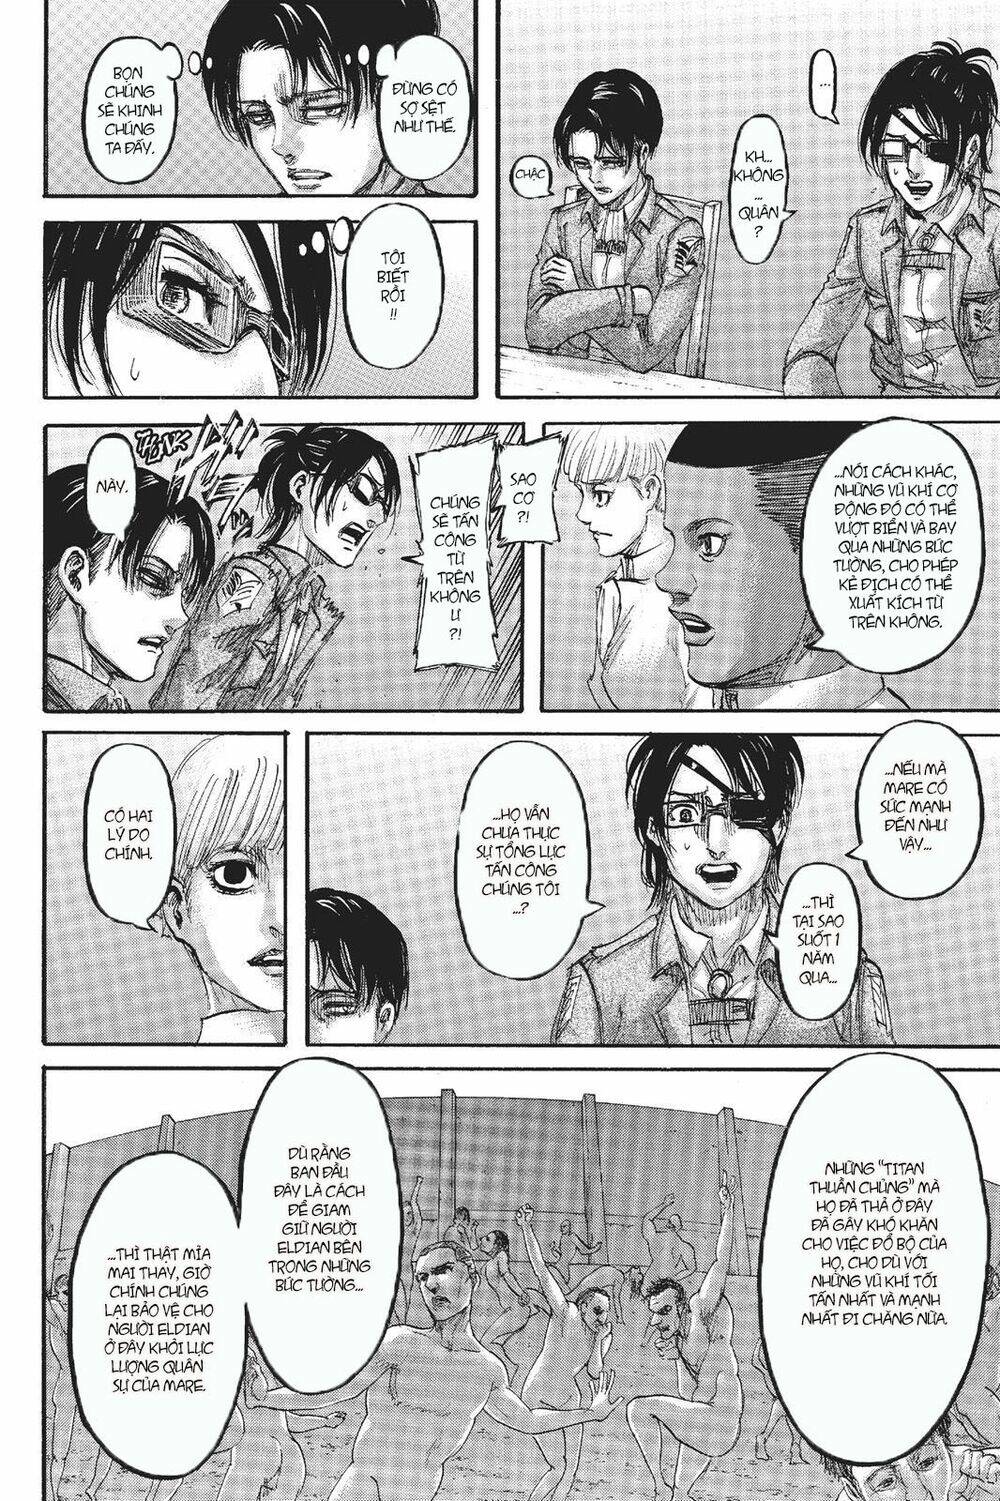 ...
KH...
KHÔNG
...
QUÂN
?
CHẬC
ĐỪNG CÓ
SỢ SỆT
NHƯ THẾ.
BỌN
CHÚNG
SẼ KHINH
CHÚNG
TA ĐẤY.
TÔI
BIẾT
RỒI
!!
...NÓI CÁCH KHÁC,
NHỮNG VŨ KHÍ CƠ
ĐỘNG ĐÓ CÓ THỂ
VƯỢT BIỂN VÀ BAY
QUA NHỮNG BỨC
TƯỜNG, CHO PHÉP
KẺ ĐỊCH CÓ THỂ
XUẤT KÍCH TỪ
TRÊN KHÔNG.
SAO
CƠ
?!
CHÚNG
SẼ TẤN
CÔNG
TỪ
TRÊN
KHÔNG
Ư
?!
THUNK
NÀY.
...NẾU MÀ
MARE CÓ
SỨC MẠNH
ĐẾN NHƯ
VẬY...
...THÌ
TẠI SAO
SUỐT 1
NĂM
QUA...
...HỌ VẪN
CHƯA THỰC
SỰ TỔNG LỰC
TẤN CÔNG
CHÚNG TÔI
...?
CÓ HAI
LÝ DO
CHÍNH.
NHỮNG "TITAN
THUẦN CHỦNG" MÀ
HỌ ĐÃ THẢ Ở ĐÂY
ĐÃ GÂY KHÓ KHĂN
CHO VIỆC ĐỔ BỘ CỦA
HỌ, CHO DÙ VỚI
NHỮNG VŨ KHÍ TỐI
TÂN NHẤT VÀ MẠNH
NHẤT ĐI CHĂNG NỮA.
DÙ RẰNG
BAN ĐẦU
ĐÂY LÀ CÁCH
ĐỂ GIAM
GIỮ NGƯỜI
ELDIAN BÊN
TRONG NHỮNG
BỨC TƯỜNG...
...THÌ THẬT MỈA
MAI THAY, GIỜ
CHÍNH CHÚNG
LẠI BẢO VỆ CHO
NGƯỜI ELDIAN
Ở ĐÂY KHỎI LỰC
LƯỢNG QUÂN
SỰ CỦA MARE.